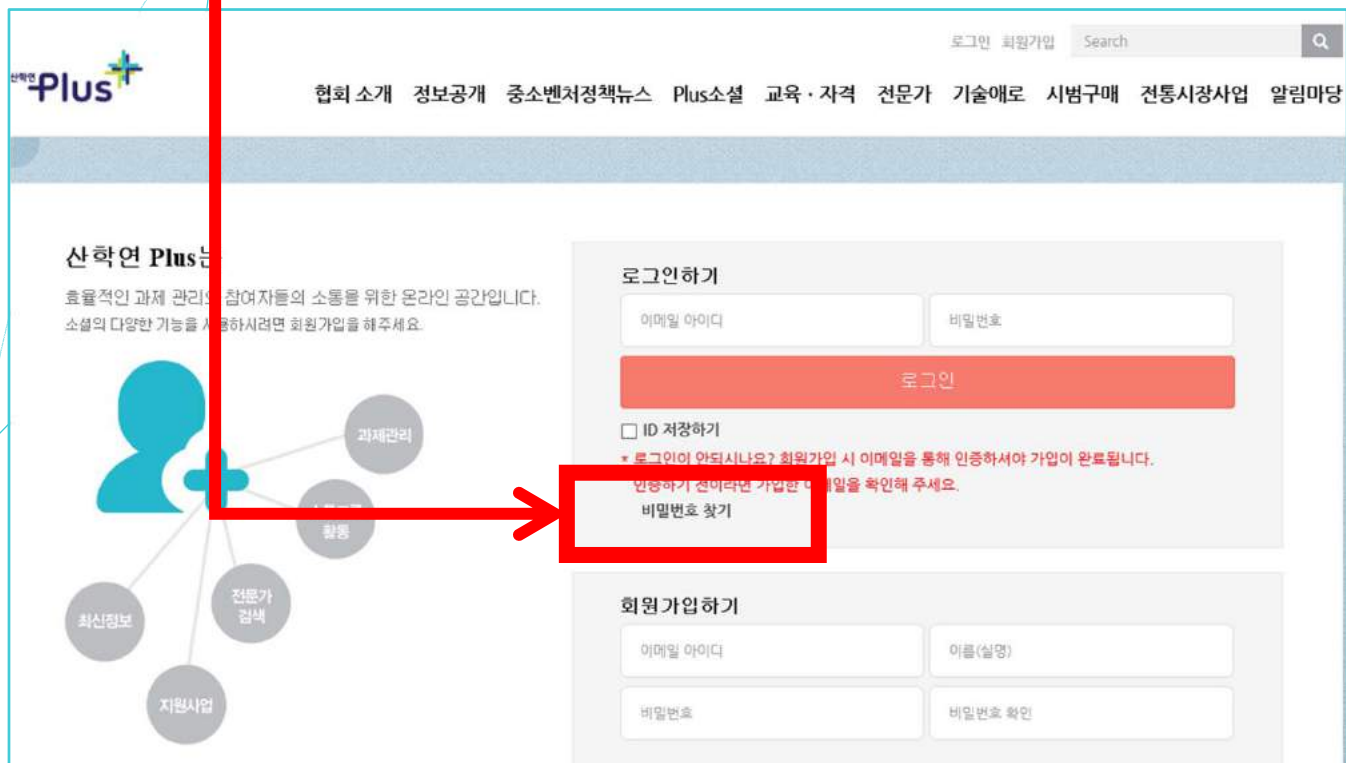 로그인 회원가입 Search
산학연 Plus
협회 소개 정보공개 중소벤처정책뉴스 Plus소셜 교육·자격 전문가 기술애로 시범구매 전통시장사업 알림마당
산학연 Plus는
효율적인 과제 관리와 참여자들의 소통을 위한 온라인 공간입니다.
소셜의 다양한 기능을 사용하시려면 회원가입을 해주세요.
과제관리
활동
전문가
검색
최신정보
지원사업
로그인하기
이메일 아이디 비밀번호
로그인
ID 저장하기
* 로그인이 안되시나요? 회원가입 시 이메일을 통해 인증하셔야 가입이 완료됩니다.
인증하기 전이라면 가입한 이메일을 확인해 주세요.
비밀번호 찾기
회원가입하기
이메일 아이디 이름(실명)
비밀번호 비밀번호 확인